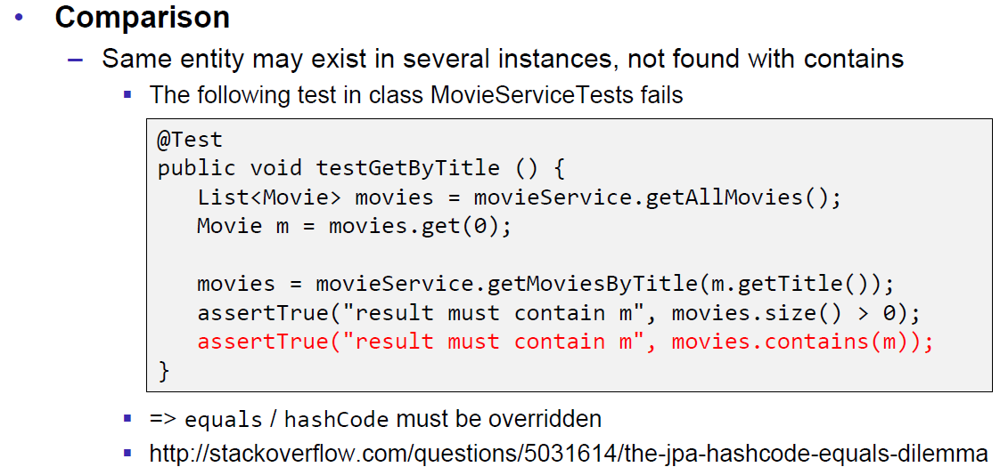 • Comparison
– Same entity may exist in several instances, not found with contains
▪ The following test in class MovieServiceTests fails
@Test
public void testGetByTitle () {
   List<Movie> movies = movieService.getAllMovies();
   Movie m = movies.get(0);

   movies = movieService.getMoviesByTitle(m.getTitle());
   assertTrue("result must contain m", movies.size() > 0);
   assertTrue("result must contain m", movies.contains(m));
}
▪ => equals / hashCode must be overridden
▪ http://stackoverflow.com/questions/5031614/the-jpa-hashcode-equals-dilemma